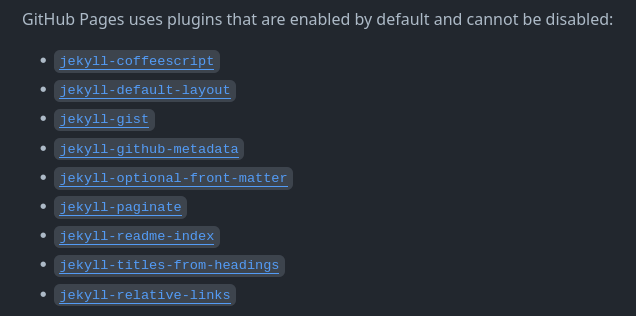 GitHub Pages uses plugins that are enabled by default and cannot be disabled:
jekyll-coffeescript
jekyll-default-layout
jekyll-gist
jekyll-github-metadata
jekyll-optional-front-matter
jekyll-paginate
jekyll-readme-index
jekyll-titles-from-headings
jekyll-relative-links